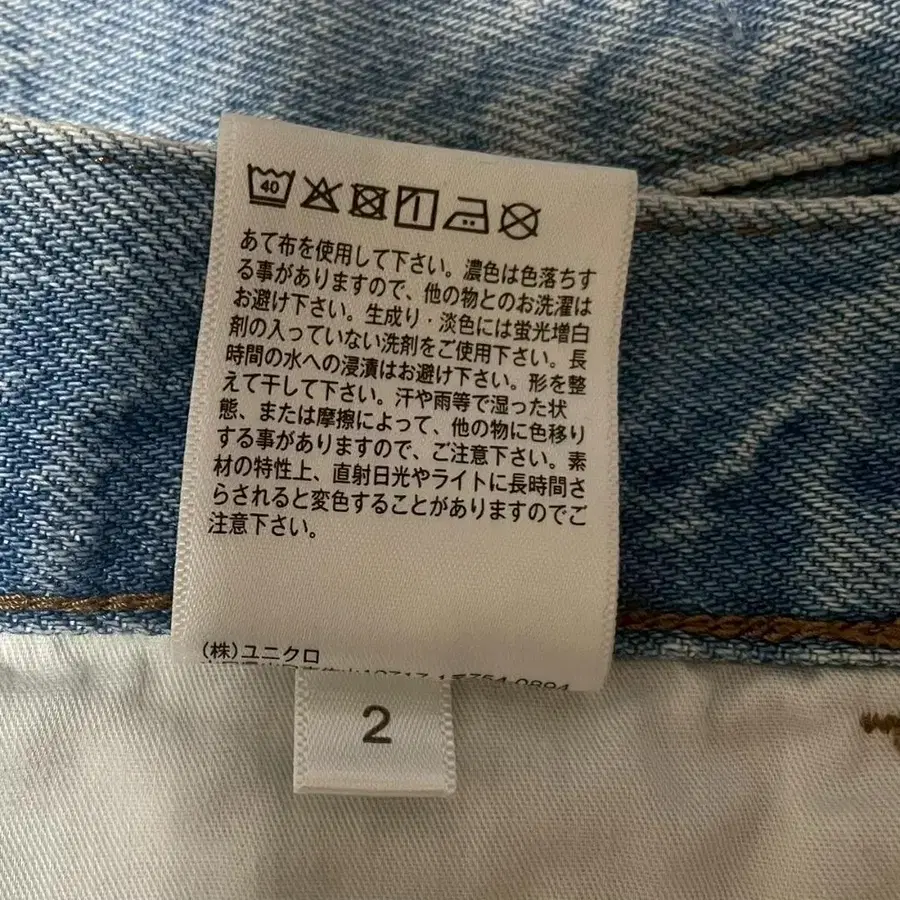 40
あて布を使用して下さい。濃色は色落ちす
る事がありますので、他の物とのお洗濯は
お避け下さい。生成り・淡色には蛍光増白
剤の入っていない洗剤をご使用下さい。長
時間の水への浸漬はお避け下さい。形を整
えて干して下さい。汗や雨等で湿った状
態、または摩擦によって、他の物に色移り
する事がありますので、ご注意下さい。素
材の特性上、直射日光やライトに長時間さ
らされると変色することがありますのでご
注意下さい。
(株)ユニクロ
2